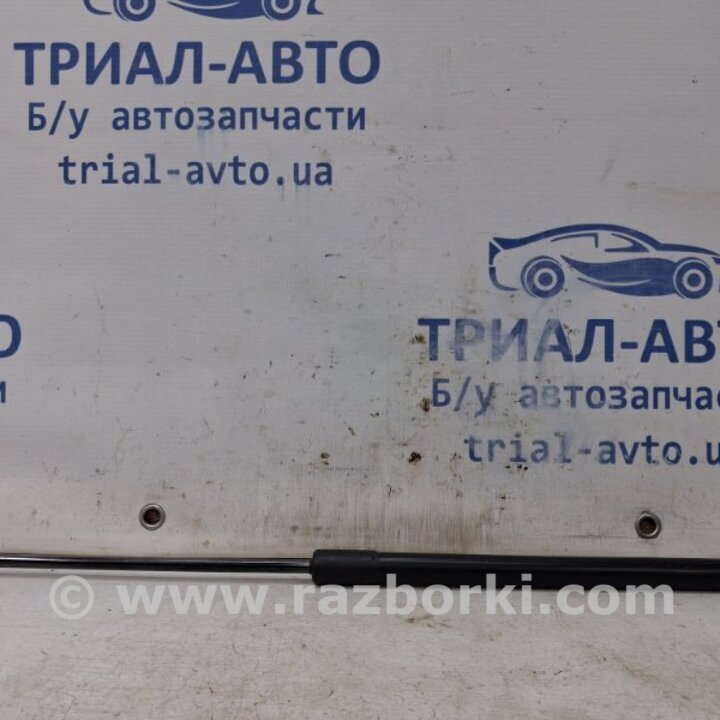 ТРИАЛ-АВТО
Б/у автозапчасти
trial-avto.ua
ТРИАЛ-АВТ
Б/у автозапчас
trial-avto.u
О
и
© www.razborki.com